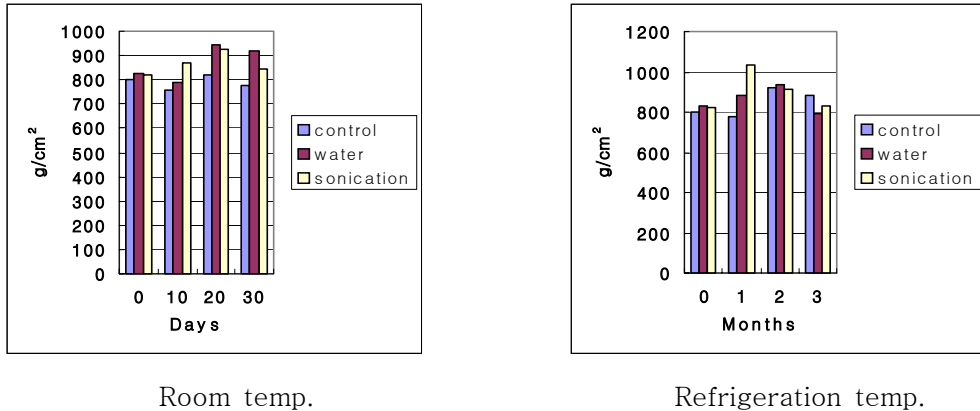 1000
900
800
700
600
500
400
300
200
100
0
g/cm²
0 10 20 30
Days
control
water
sonication
Room temp.
1200
1000
800
600
400
200
0
g/cm²
0 1 2 3
Months
control
water
sonication
Refrigeration temp.